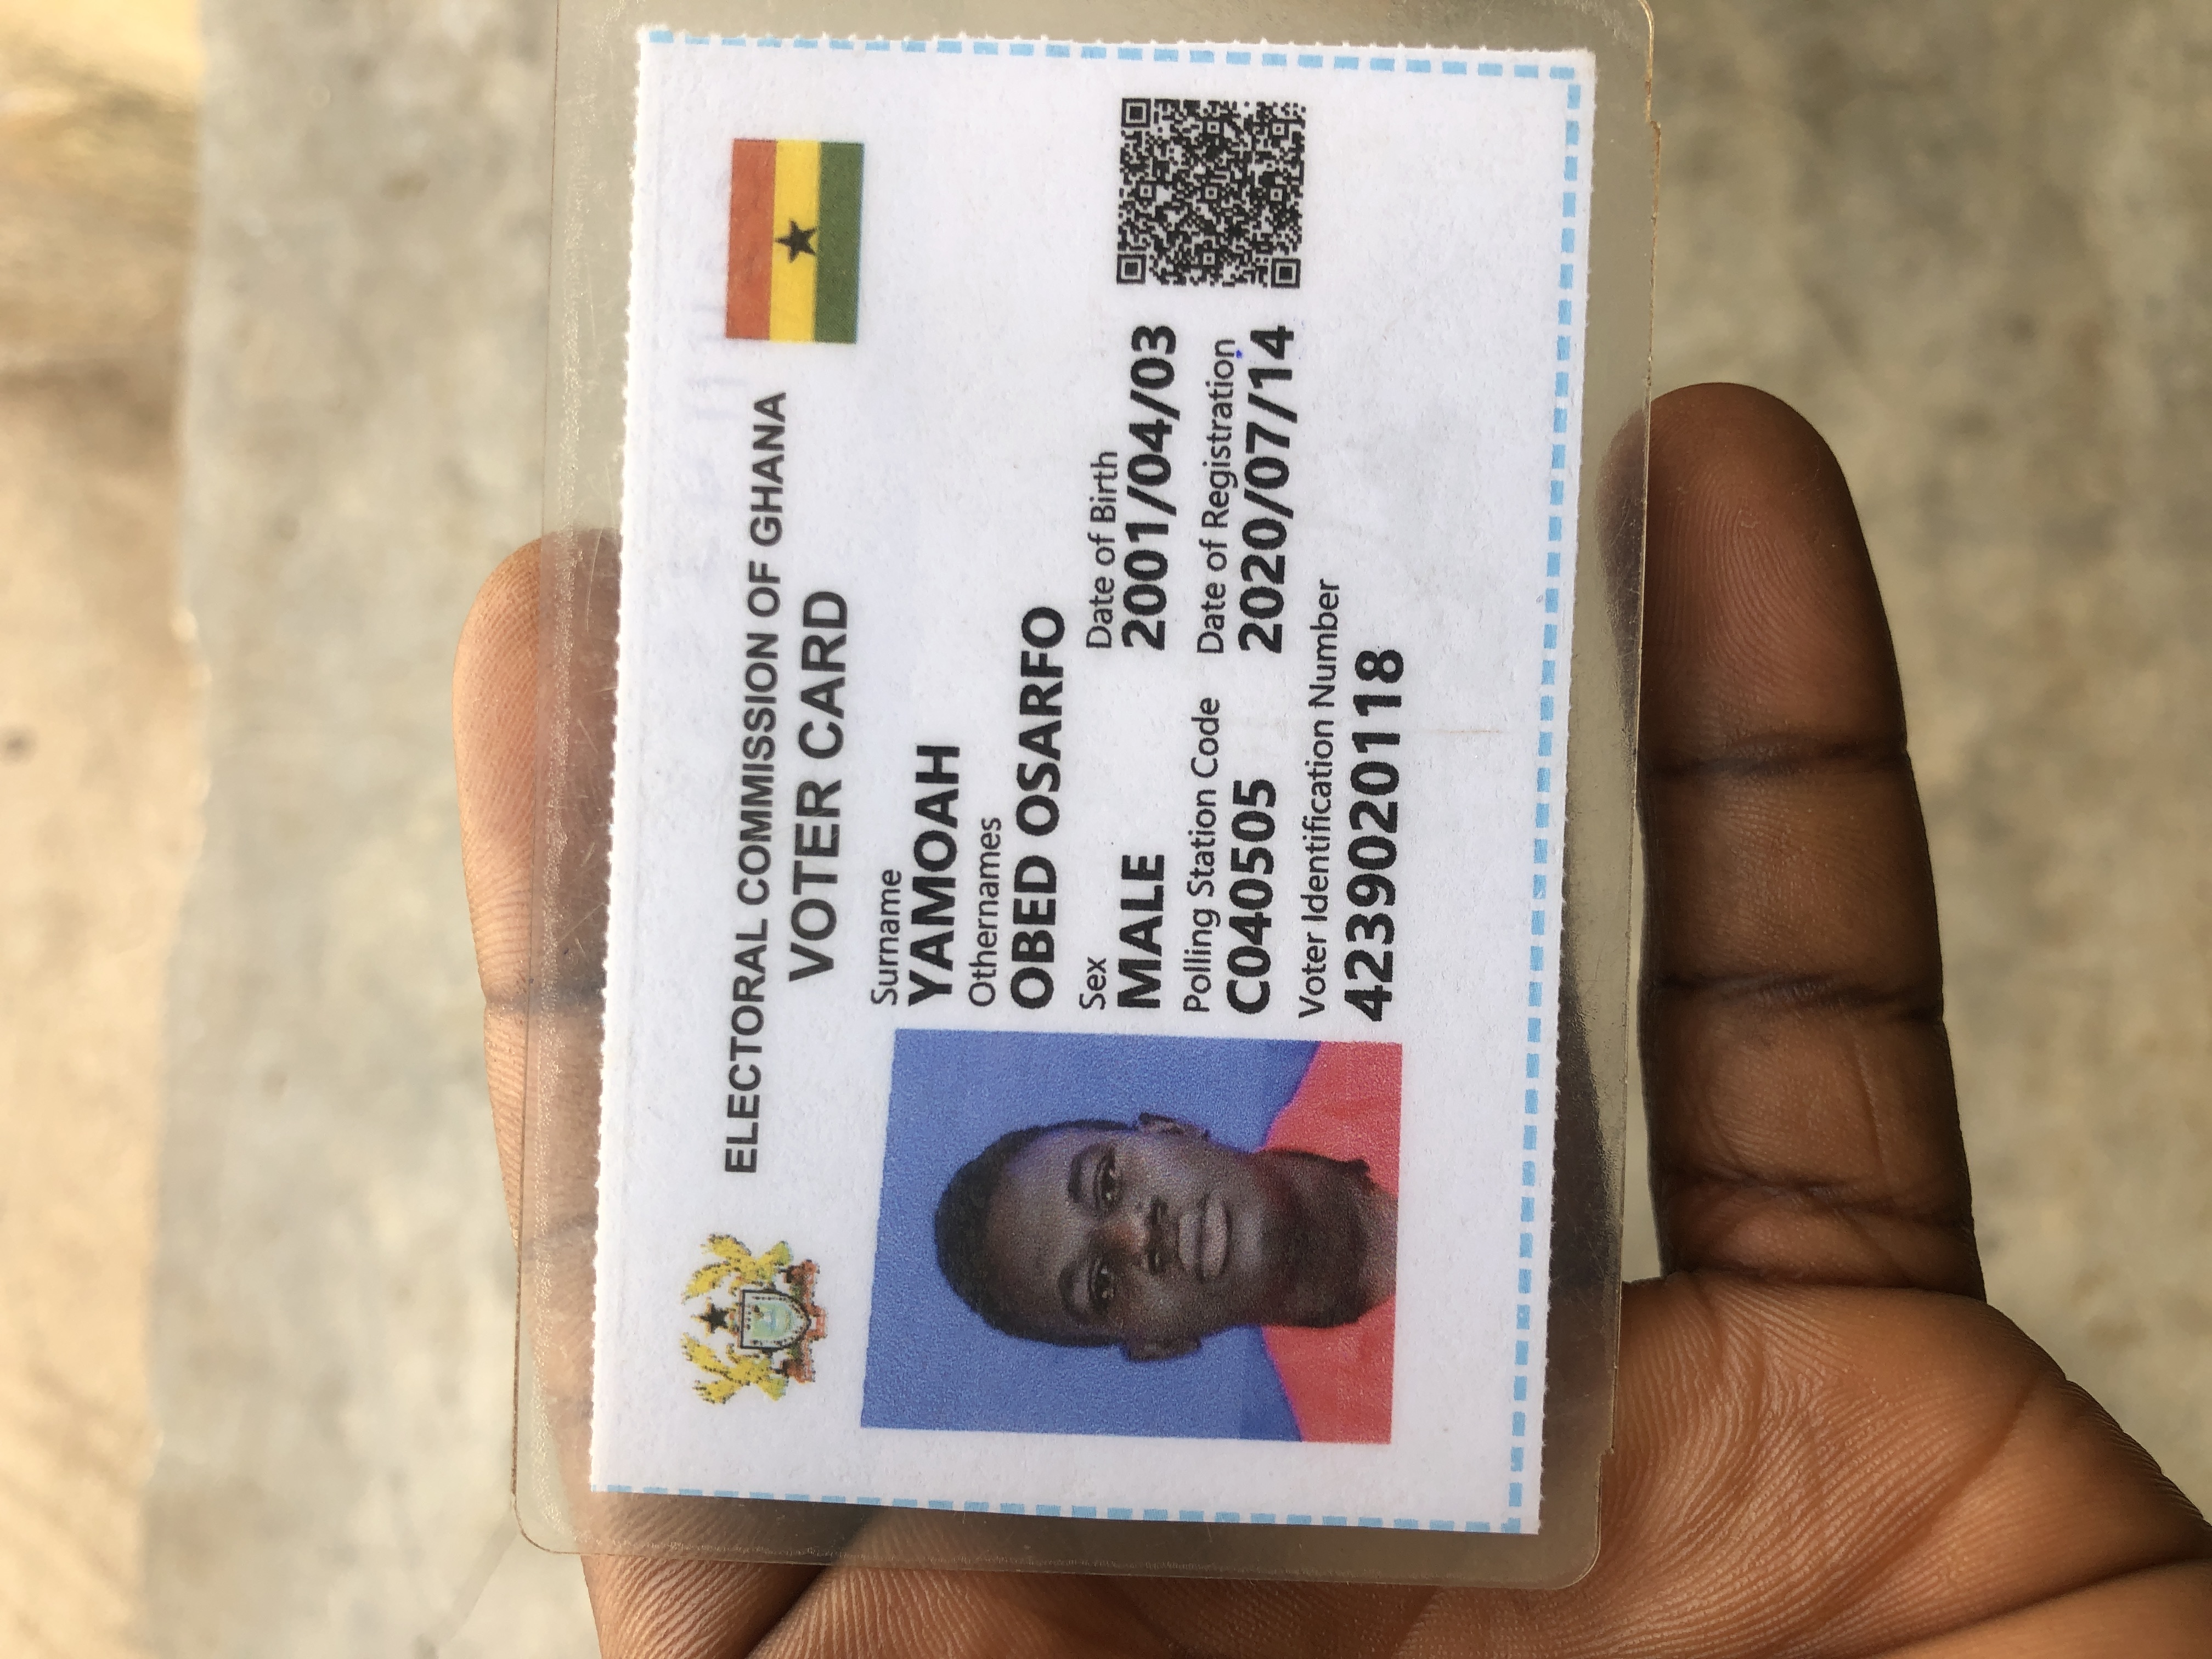 ELECTORAL COMMISSION OF GHANA
VOTER CARD
Surname
YAMOAH
Othernames
OBED OSARFO
Sex
MALE
Date of Birth
2001/04/03
Polling Station Code
C040505
Date of Registration
2020/07/14
Voter Identification Number
4239020118